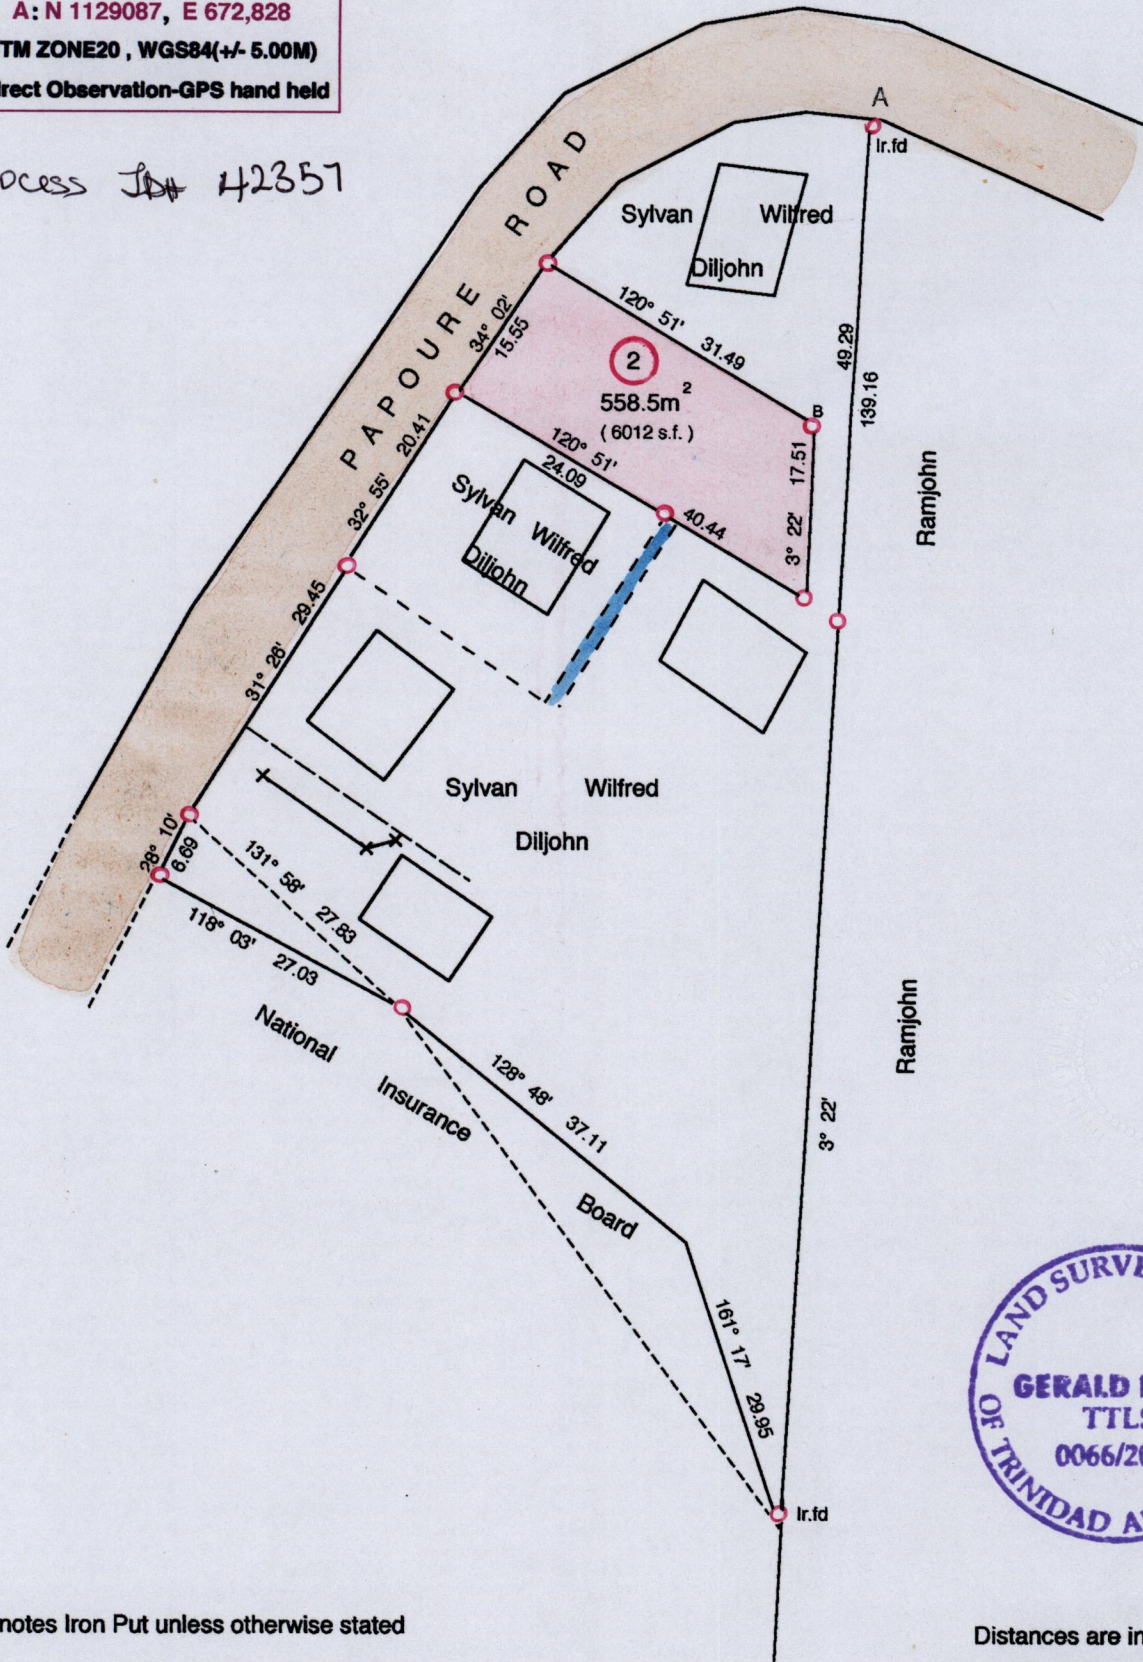 A: N 1129087, E 672,828
TM ZONE20 , WGS84(+/- 5.00M)
rect Observation-GPS hand held
ocess ID# 42357
PAPOURE ROAD
A
Ir.fd
Sylvan Wilfred
Diljohn
34° 02'
15.55
120° 51'
31.49
2
558.5m²
( 6012 s.f. )
B
17.51
3° 22'
49.29
139.16
Ramjohn
120° 51'
24.09
40.44
32° 55' 20.41
Sylvan Wilfred
Diljohn
31° 26' 29.45
Sylvan Wilfred
Diljohn
28° 10'
6.69
131° 58' 27.83
118° 03' 27.03
National Insurance Board
128° 48' 37.11
Ramjohn
3° 22'
161° 17' 29.95
Ir.fd
LAND SURVE
GERALD
TTLS
0066/20
OF TRINIDAD A
notes Iron Put unless otherwise stated
Distances are in